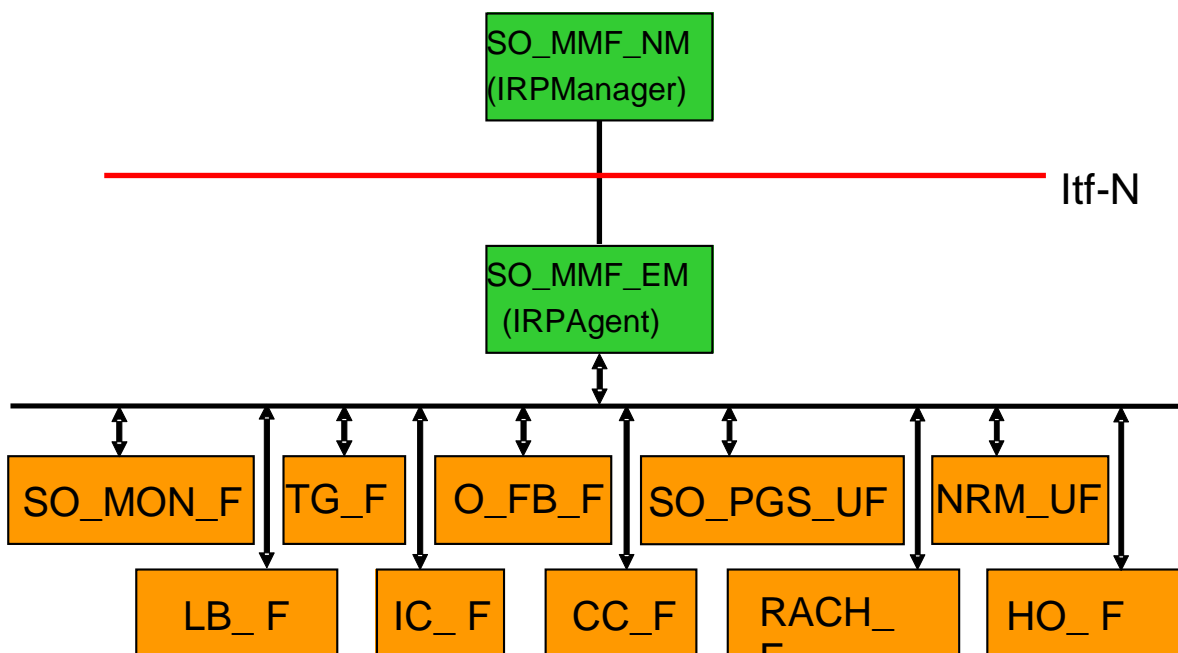 SO_MMF_NM
(IRPManager)
Itf-N
SO_MMF_EM
(IRPAgent)
SO_MON_F
TG_F
O_FB_F
SO_PGS_UF
NRM_UF
LB_ F
IC_ F
CC_F
RACH_
HO_ F